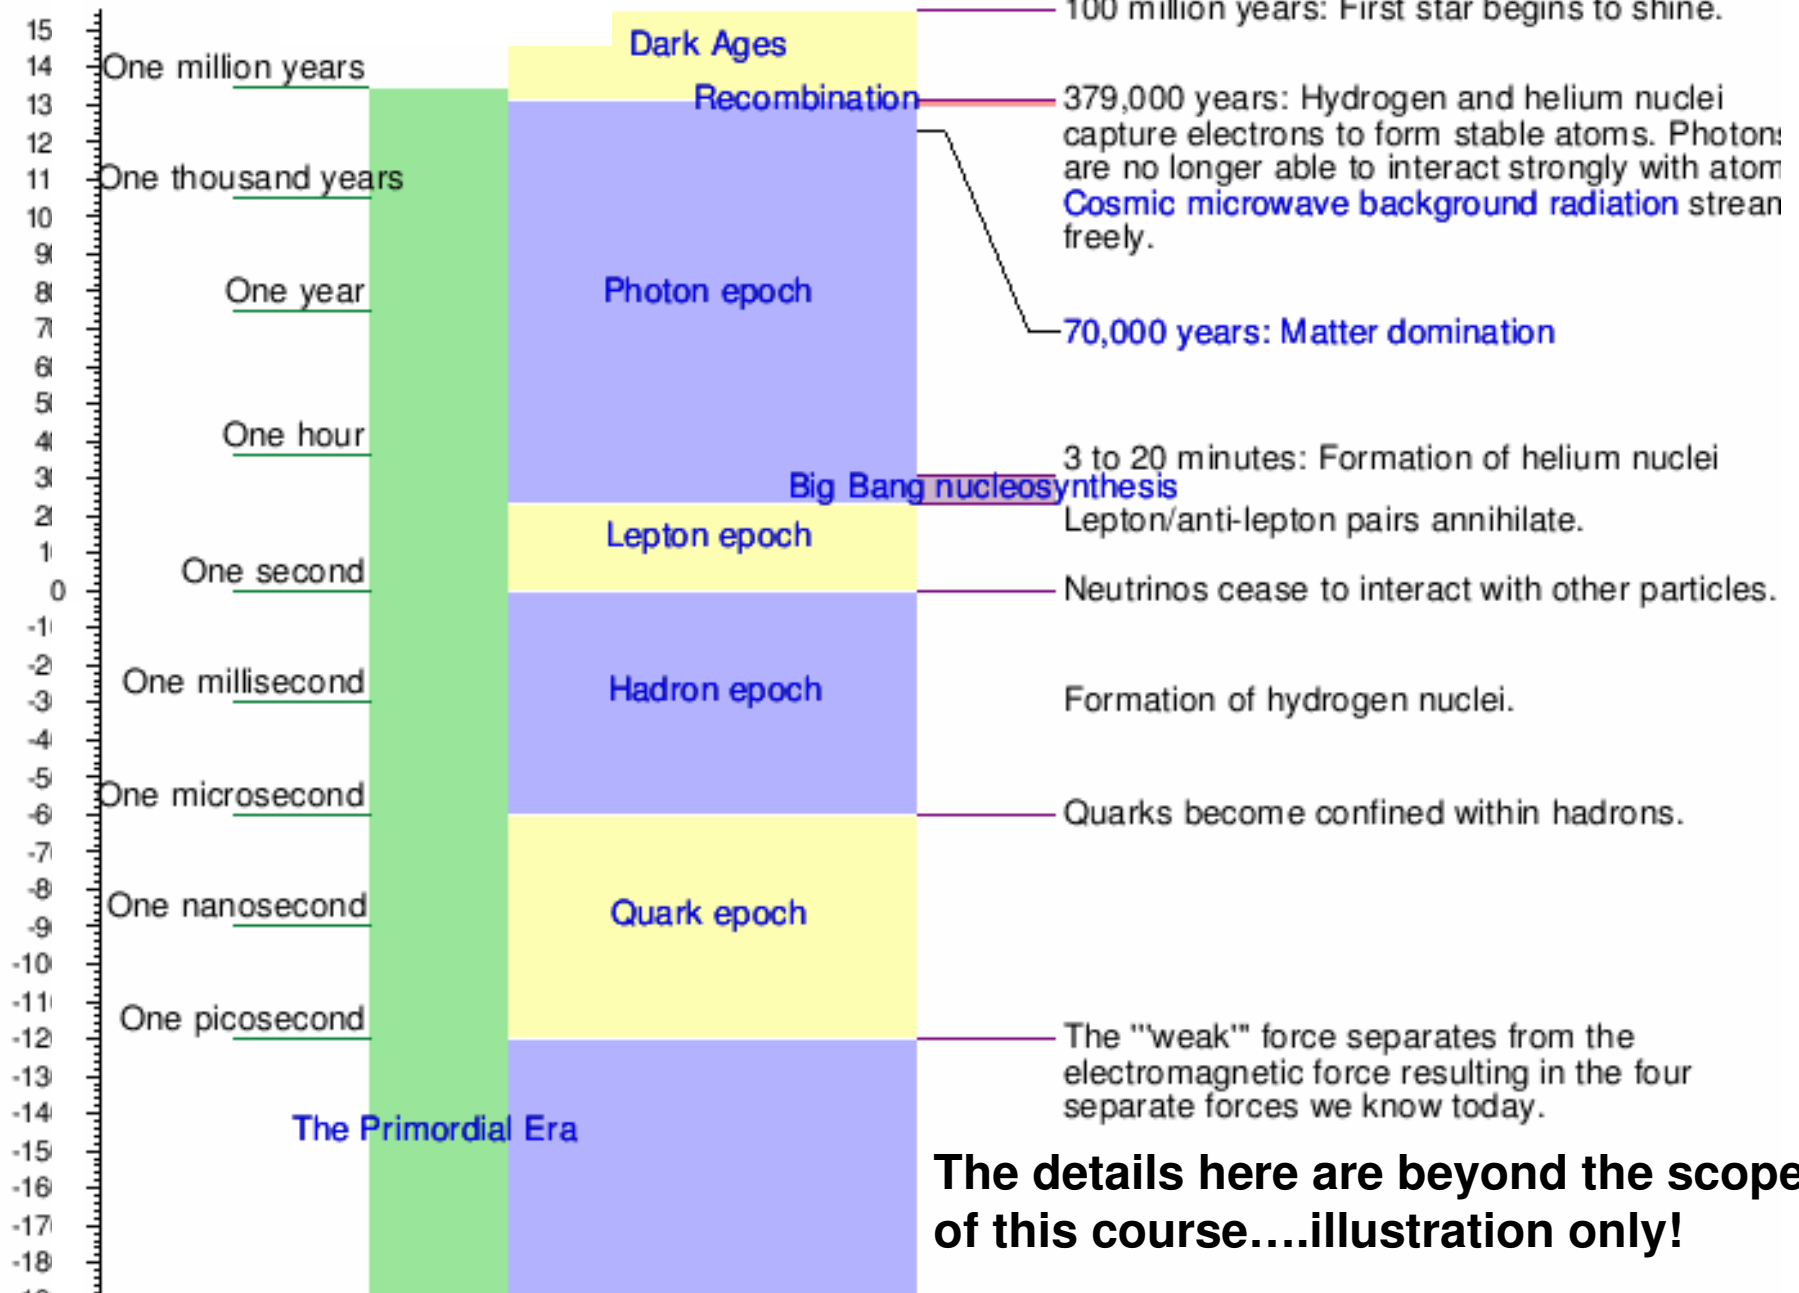 15
14
13
12
11
10
9
8
7
6
5
4
3
2
1
0
-1
-2
-3
-4
-5
-6
-7
-8
-9
-10
-11
-12
-13
-14
-15
-16
-17
-18
One million years
One thousand years
One year
One hour
One second
One millisecond
One microsecond
One nanosecond
One picosecond
The Primordial Era
Dark Ages
Recombination
Photon epoch
Big Bang nucleosynthesis
Lepton epoch
Hadron epoch
Quark epoch
100 million years: First star begins to shine.
379,000 years: Hydrogen and helium nuclei
capture electrons to form stable atoms. Photons
are no longer able to interact strongly with atom
Cosmic microwave background radiation
freely.
70,000 years: Matter domination
3 to 20 minutes: Formation of helium nuclei
Lepton/anti-lepton pairs annihilate.
Neutrinos cease to interact with other particles.
Formation of hydrogen nuclei.
Quarks become confined within hadrons.
The '"weak'" force separates from the
electromagnetic force resulting in the four
separate forces we know today.
The details here are beyond the scope
of this course....illustration only!